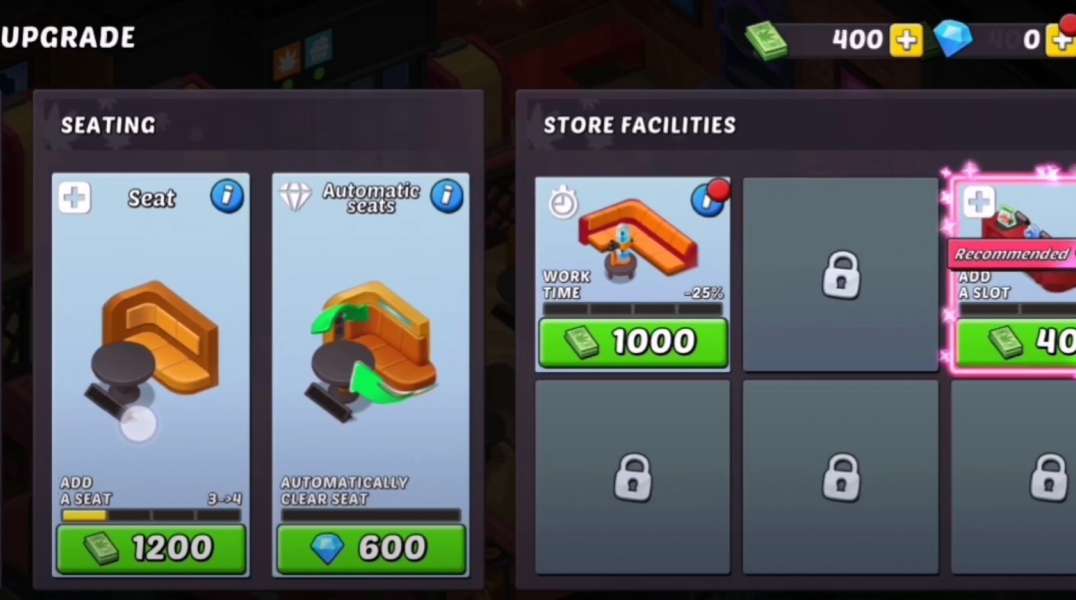 UPGRADE
400
0
SEATING
STORE FACILITIES
Seat
Automatic
seats
WORK
TIME
-25%
1000
Recommended
ADD
A SLOT
ADD
A SEAT
3->4
1200
AUTOMATICALLY
CLEAR SEAT
600